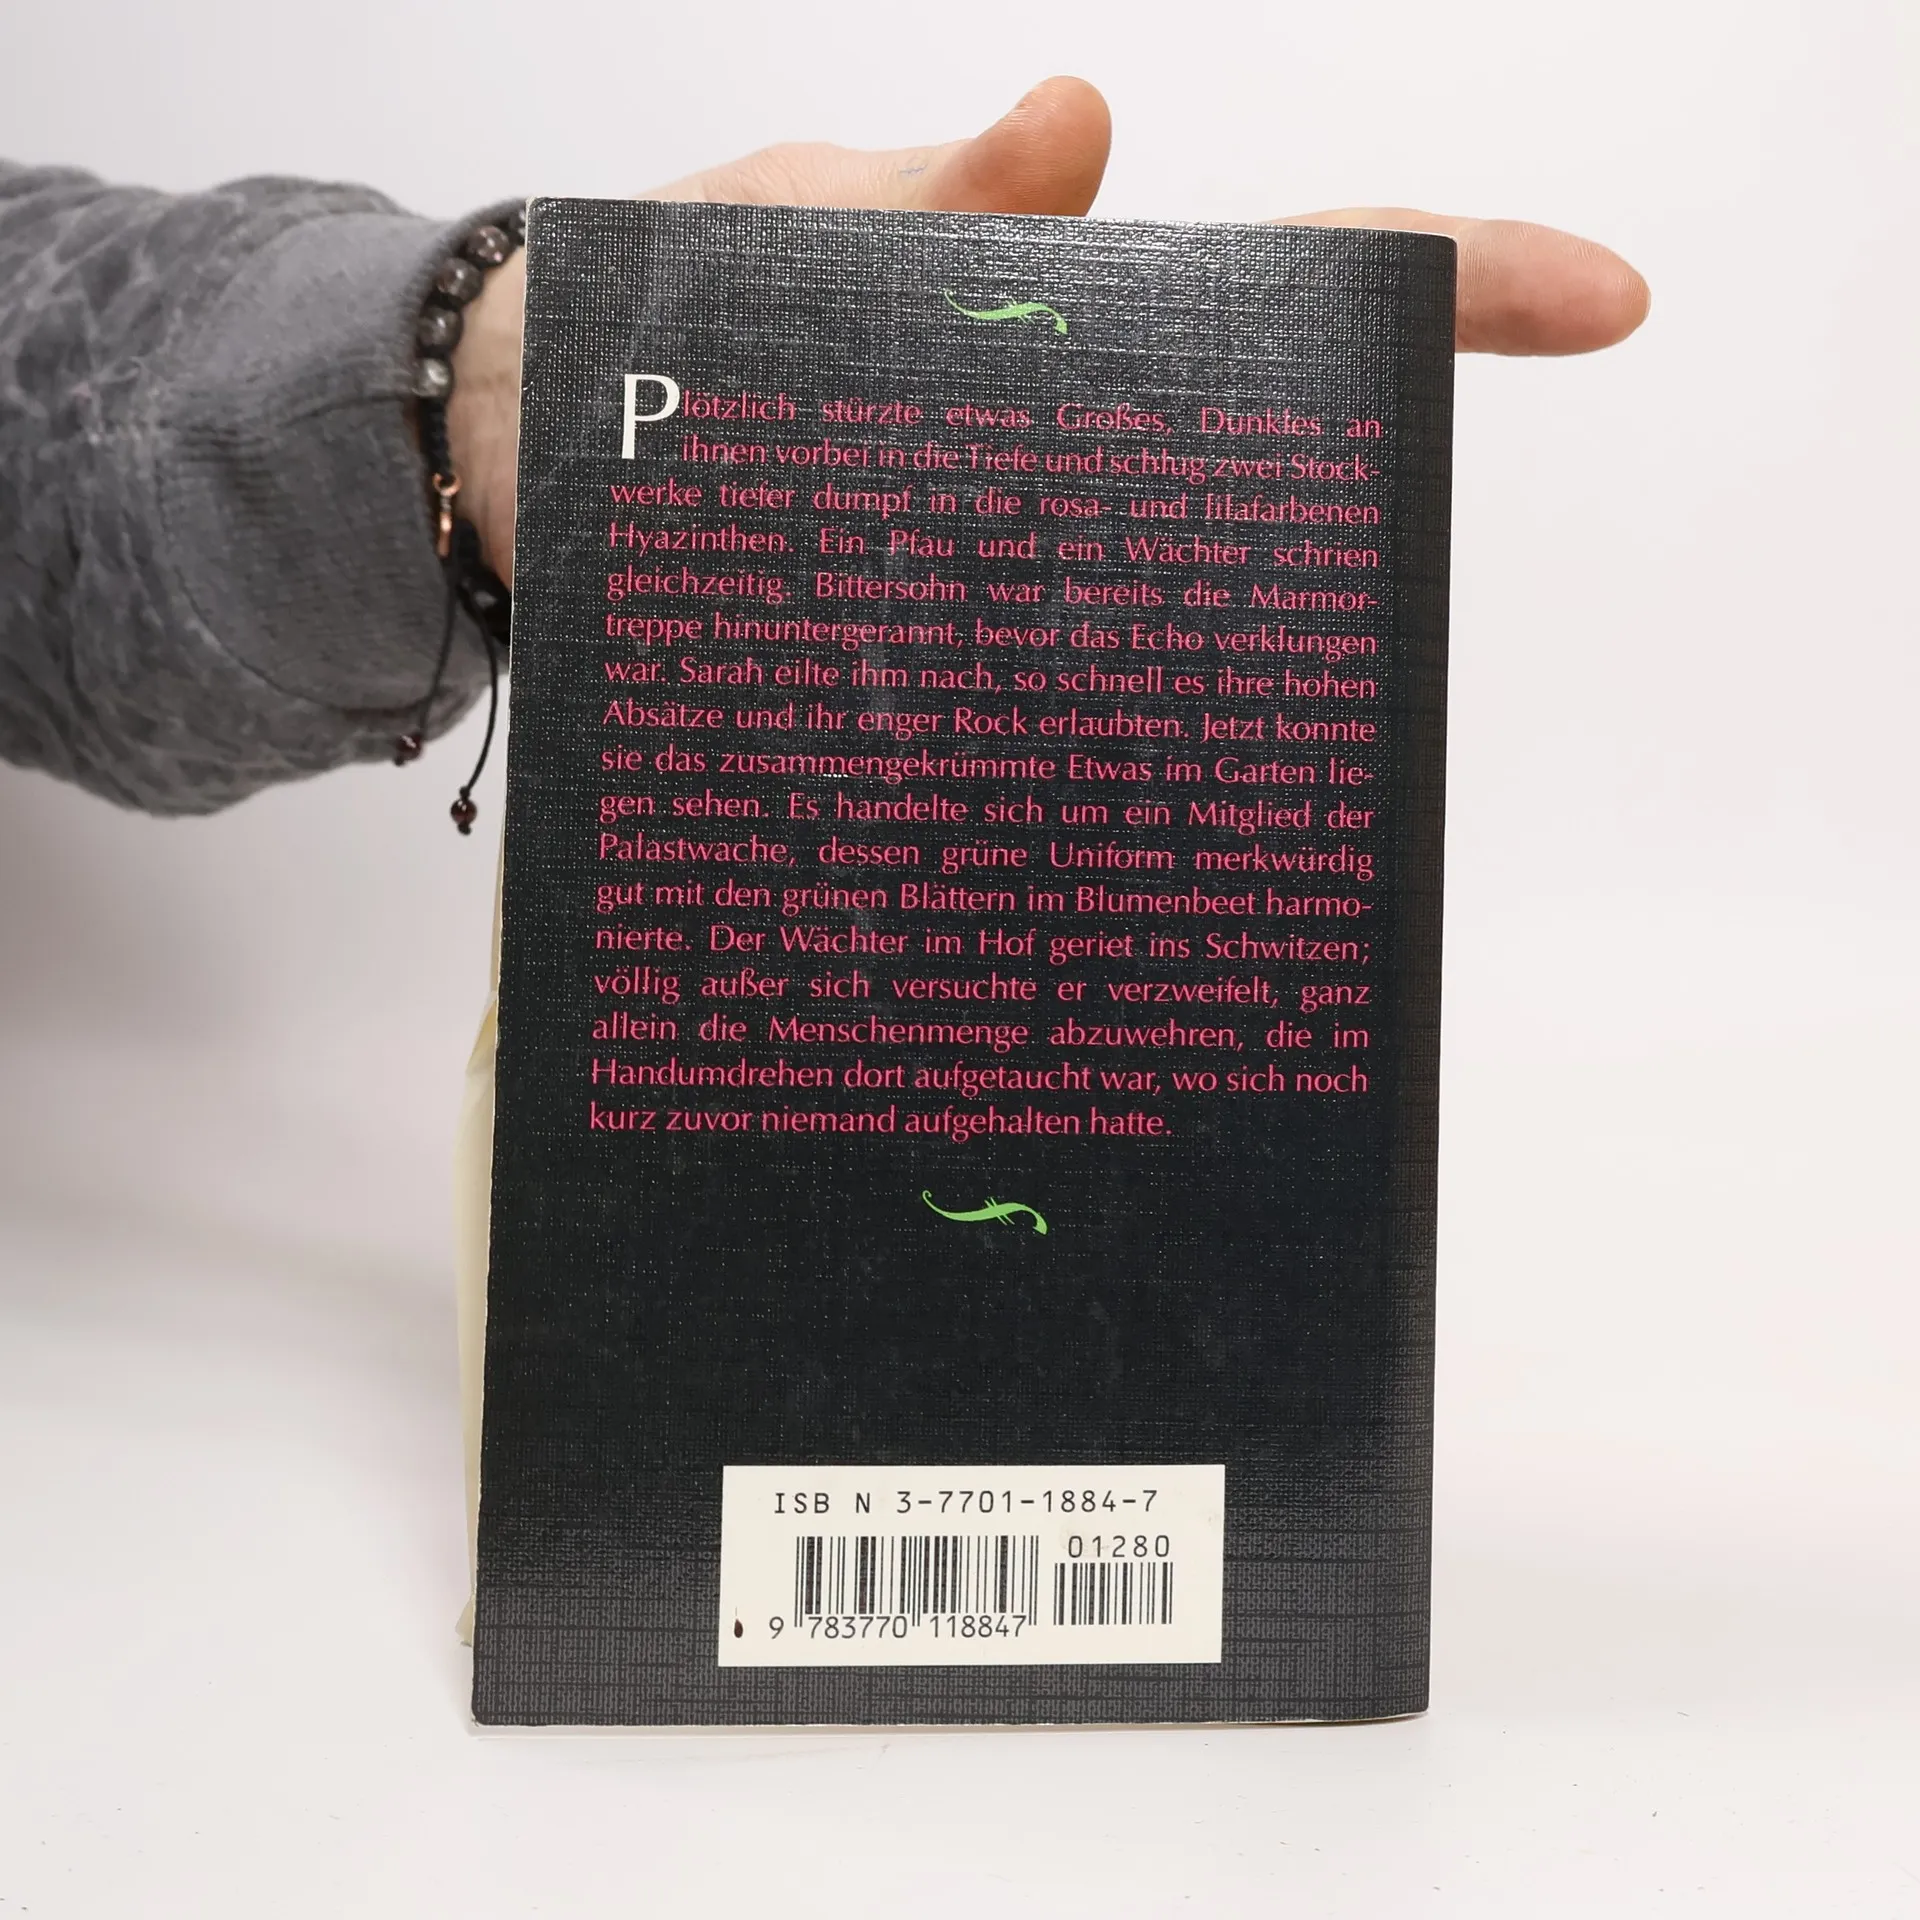 Plötzlich stürzte etwas Großes, Dunkles an
ihnen vorbei in die Tiefe und schlug zwei Stock-
werke tiefer dumpf in die rosa- und lilafarbenen
Hyazinthen. Ein Pfau und ein Wächter schrien
gleichzeitig. Bittersohn war bereits die Marmor-
treppe hinuntergerannt, bevor das Echo verklungen
war. Sarah eilte ihm nach, so schnell es ihre hohen
Absätze und ihr enger Rock erlaubten. Jetzt konnte
sie das zusammengekrümmte Etwas im Garten lie-
gen sehen. Es handelte sich um ein Mitglied der
Palastwache, dessen grüne Uniform merkwürdig
gut mit den grünen Blättern im Blumenbeet harmo-
nierte. Der Wächter im Hof geriet ins Schwitzen;
völlig außer sich versuchte er verzweifelt, ganz
allein die Menschenmenge abzuwehren, die im
Handumdrehen dort aufgetaucht war, wo sich noch
kurz zuvor niemand aufgehalten hatte.
ISB N 3-7701-1884-7
01280
9 783770 118847